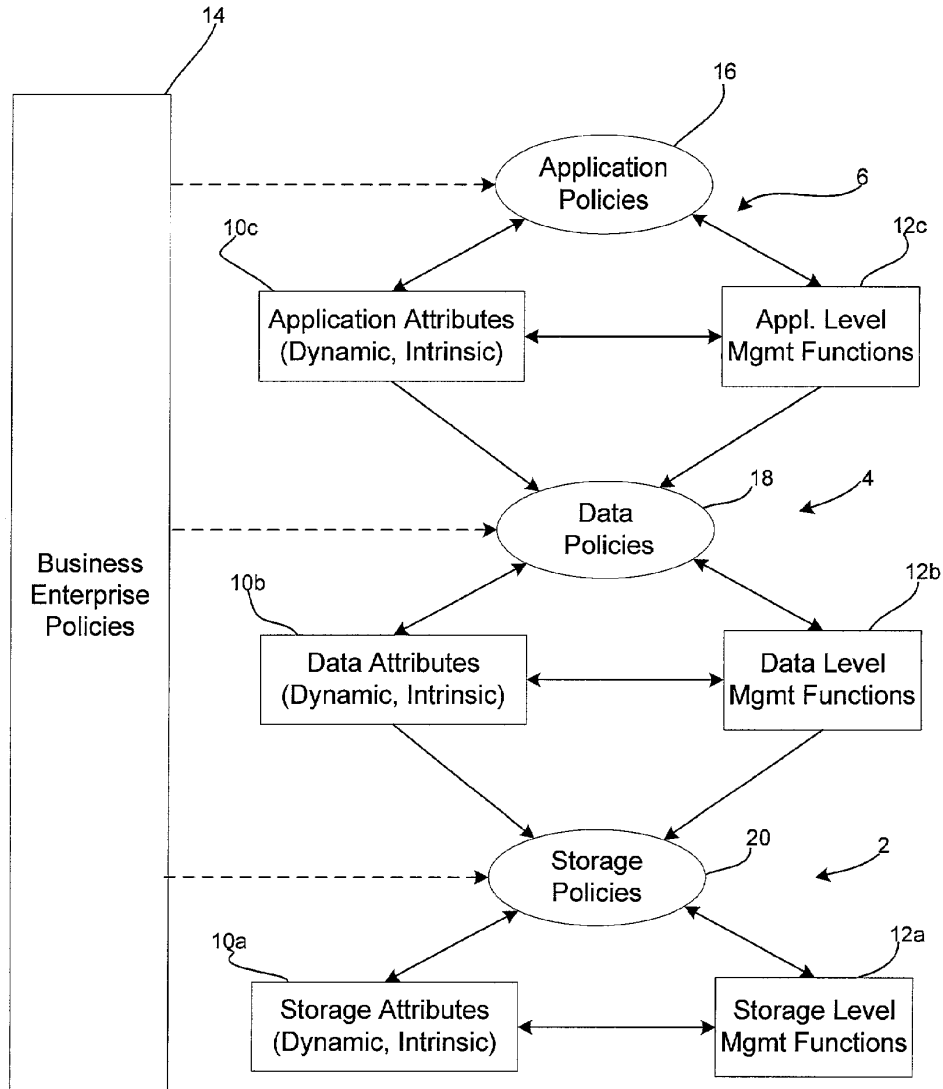 14
16
Application
Policies
6
10c
12c
Application Attributes
(Dynamic, Intrinsic)
Appl. Level
Mgmt Functions
18
4
Data
Policies
Business
Enterprise
Policies
10b
12b
Data Attributes
(Dynamic, Intrinsic)
Data Level
Mgmt Functions
20
2
Storage
Policies
10a
12a
Storage Attributes
(Dynamic, Intrinsic)
Storage Level
Mgmt Functions